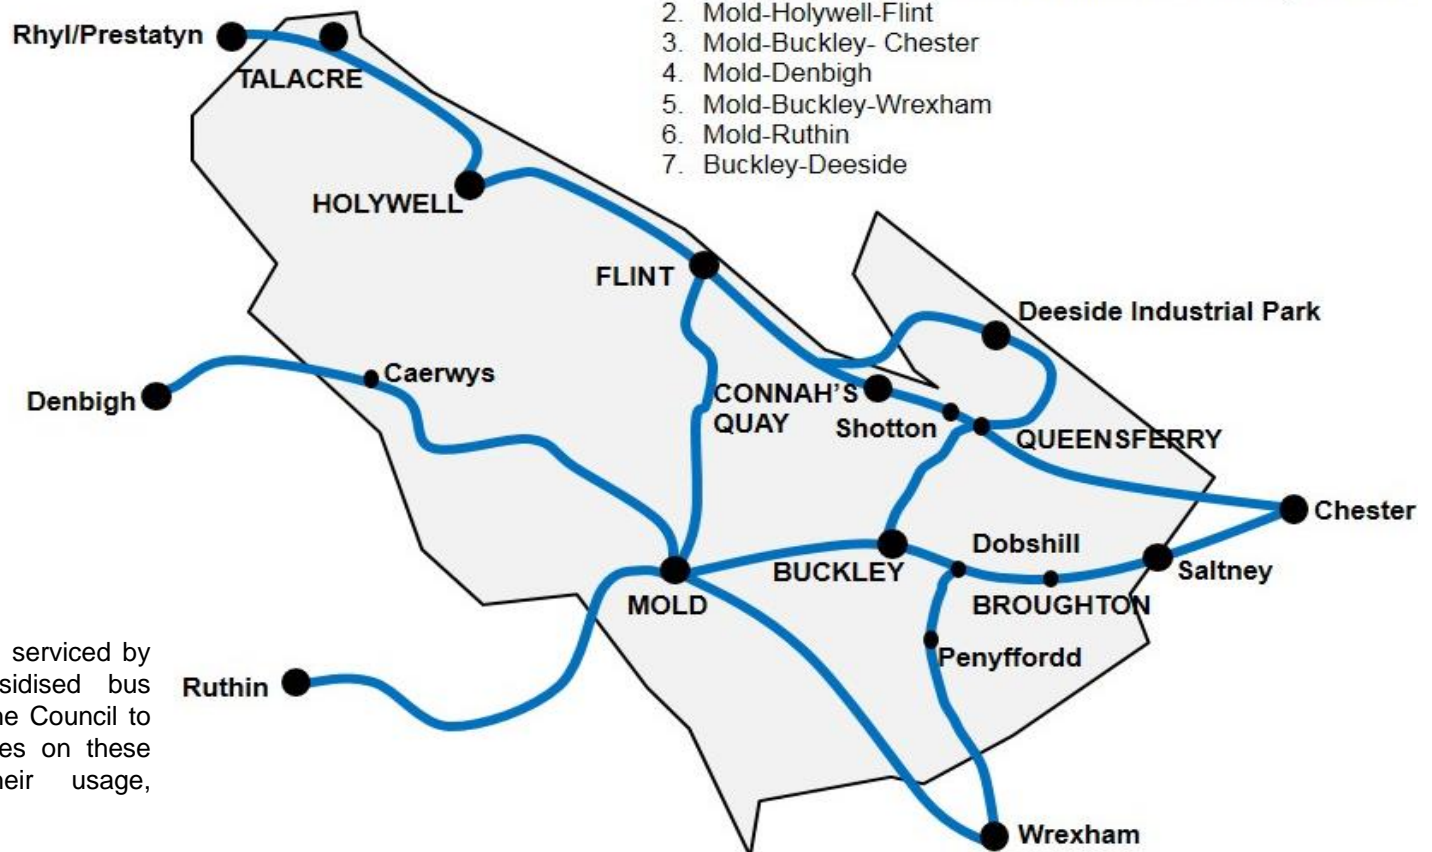 2. Mold-Holywell-Flint
3. Mold-Buckley- Chester
4. Mold-Denbigh
5. Mold-Buckley-Wrexham
6. Mold-Ruthin
7. Buckley-Deeside
Rhyl/Prestatyn
TALACRE
HOLYWELL
FLINT
Deeside Industrial Park
Caerwys
Denbigh
CONNAH'S
QUAY
Shotton
QUEENSFERRY
Chester
Dobshill
BUCKLEY
Saltney
MOLD
BROUGHTON
Penyffordd
Ruthin
Wrexham
serviced by
sidised bus
ne Council to
es on these
heir usage,